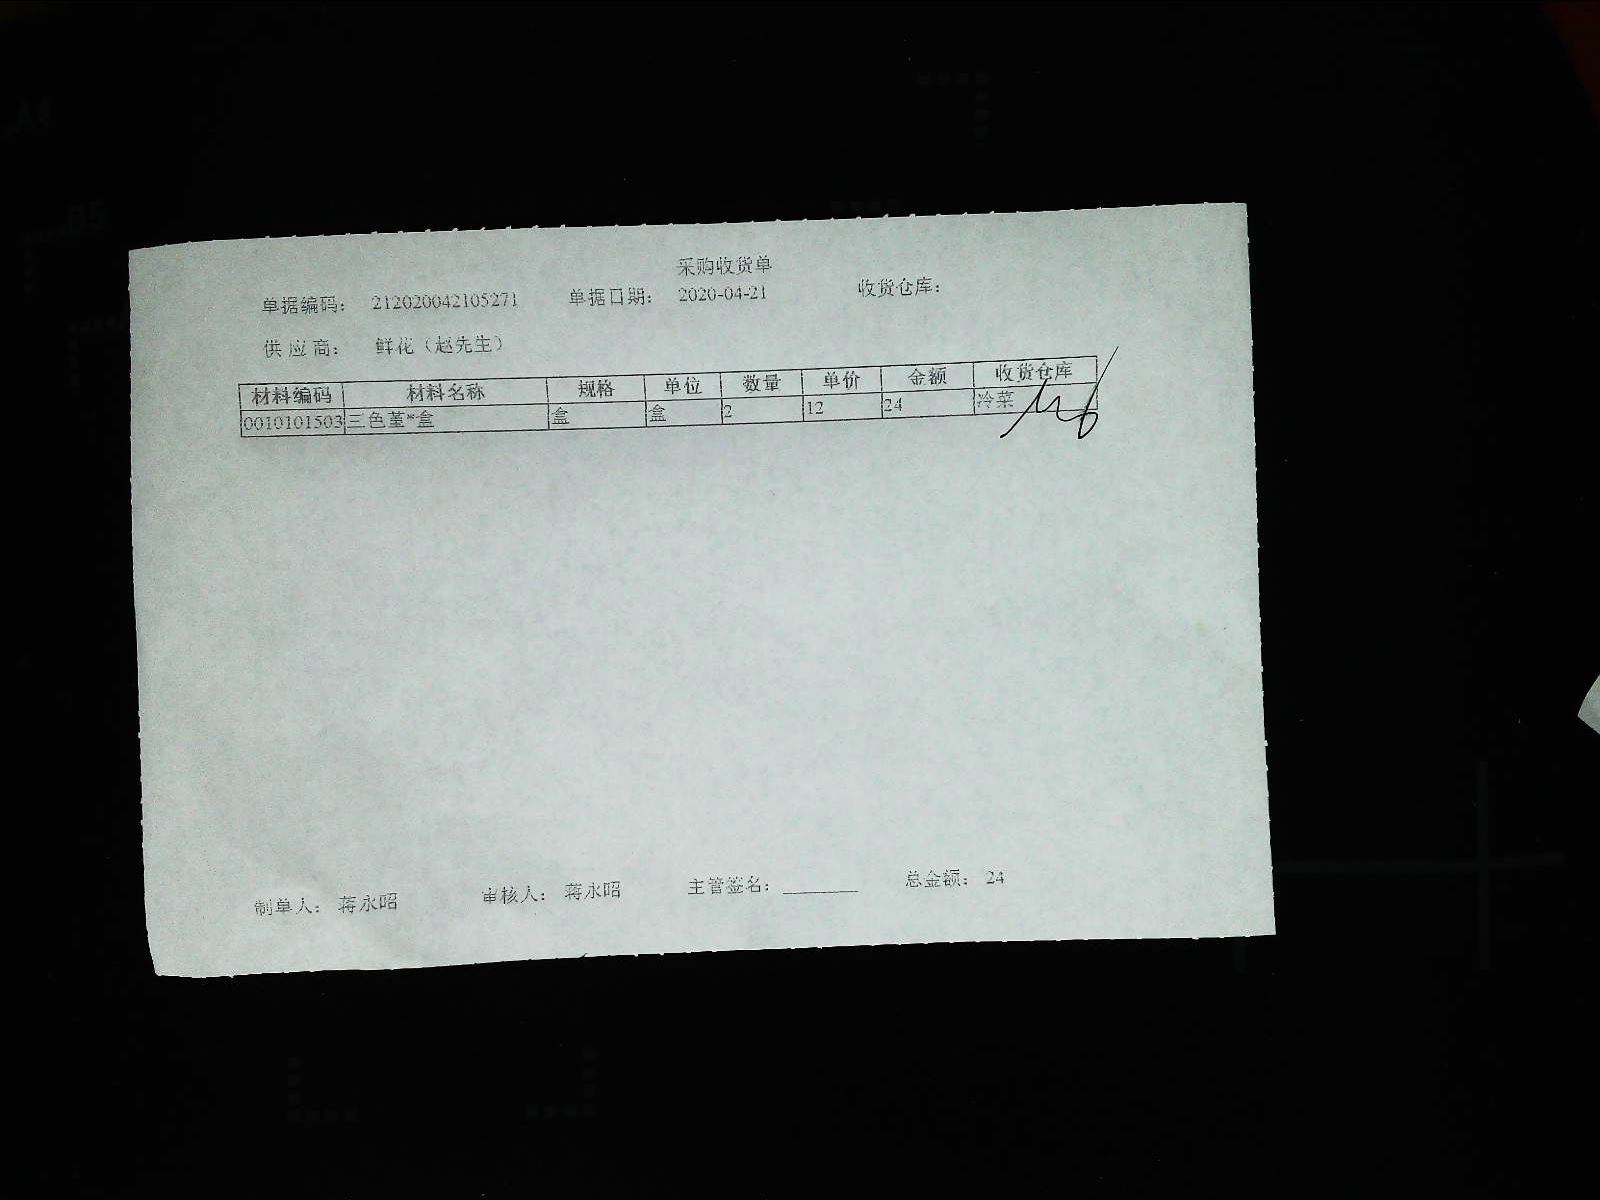 采购收货单
单据编码： 212020042105271 单据日期： 2020-04-21 收货仓库：
供 应 商： 鲜花（赵先生）
材料编码 材料名称 规格 单位 数量 单价 金额 收货仓库
0010101503 三色堇*盒 盒 盒 2 12 24 冷菜
制单人： 蒋永昭 审核人： 蒋永昭 主管签名： 总金额： 24